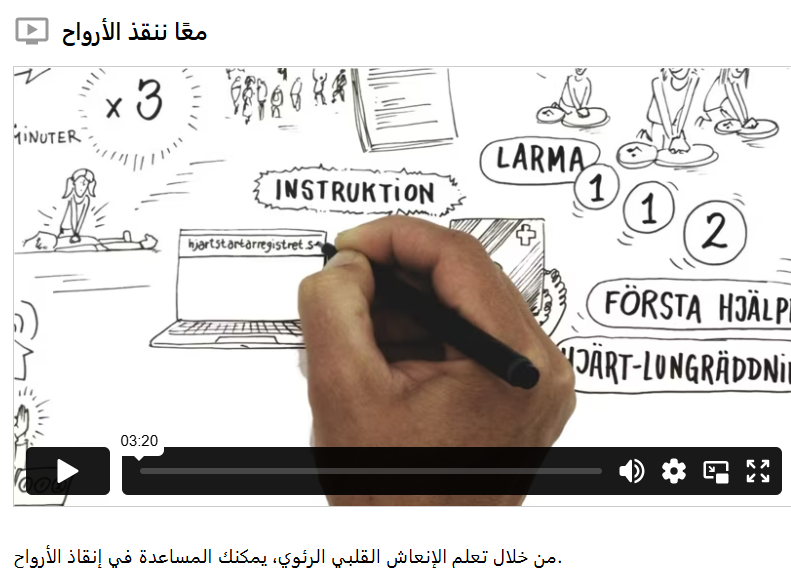 معًا ننقذ الأرواح
x 3
MINUTER
INSTRUKTION
LARMA
1 1 2
hjartstartarregistret.s
FÖRSTA HJÄLP
HJÄRT-LUNGRÄDDNI
03:20
من خلال تعلم الإنعاش القلبي الرئوي، يمكنك المساعدة في إنقاذ الأرواح.